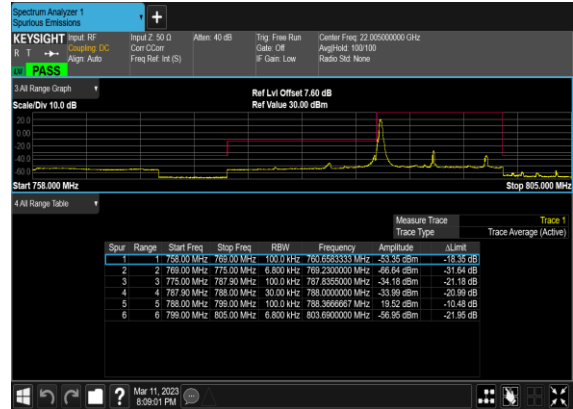 Spectrum Analyzer 1
Spurious Emissions
KEYSIGHT Input: RF Input Z: 50 Ω Atten: 40 dB Trig: Free Run Center Freq: 22.005000000 GHz
R T Coupling: DC Corr CCorr Gate: Off Avg|Hold: 100/100
Align: Auto Freq Ref: Int (S) IF Gain: Low Radio Std: None
PASS
3 All Range Graph Ref Lvl Offset 7.60 dB
Scale/Div 10.0 dB Ref Value 30.00 dBm
20.0
0.00
-20.0
-40.0
-60.0
Start 758.000 MHz Stop 805.000 MHz
4 All Range Table
Measure Trace Trace 1
Trace Type Trace Average (Active)
Spur Range Start Freq Stop Freq RBW Frequency Amplitude ΔLimit
1 1 758.00 MHz 769.00 MHz 100.0 kHz 760.6583333 MHz -53.35 dBm -18.35 dB
2 2 769.00 MHz 775.00 MHz 6.800 kHz 769.2300000 MHz -66.64 dBm -31.64 dB
3 3 775.00 MHz 787.90 MHz 100.0 kHz 787.8355000 MHz -34.18 dBm -21.18 dB
4 4 787.90 MHz 788.00 MHz 30.00 kHz 788.0000000 MHz -33.99 dBm -20.99 dB
5 5 788.00 MHz 799.00 MHz 100.0 kHz 788.3666667 MHz 19.52 dBm -10.48 dB
6 6 799.00 MHz 805.00 MHz 6.800 kHz 803.6900000 MHz -56.95 dBm -21.95 dB
Mar 11, 2023
8:09:01 PM